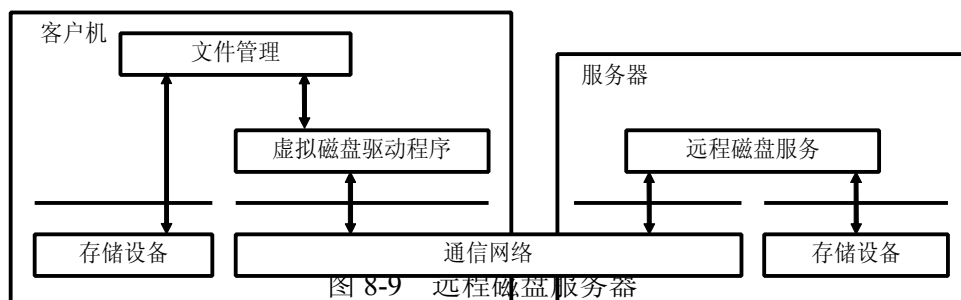 客户机
文件管理
服务器
虚拟磁盘驱动程序
远程磁盘服务
存储设备
通信网络
存储设备
图 8-9 远程磁盘服务器